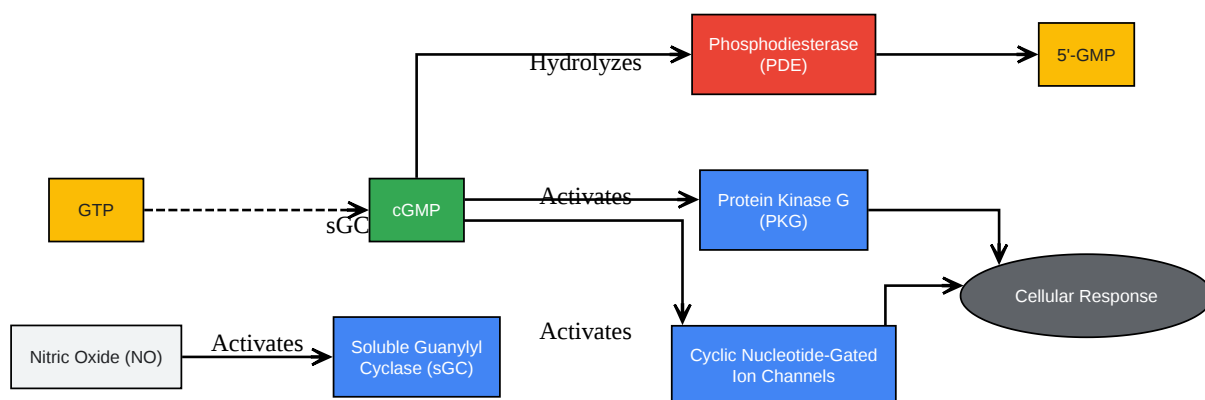 Phosphodiesterase
(PDE)
5'-GMP
Hydrolyzes
GTP
sGC
cGMP
Activates
Protein Kinase G
(PKG)
Cellular Response
Nitric Oxide (NO)
Activates
Soluble Guanylyl
Cyclase (sGC)
Activates
Cyclic Nucleotide-Gated
Ion Channels